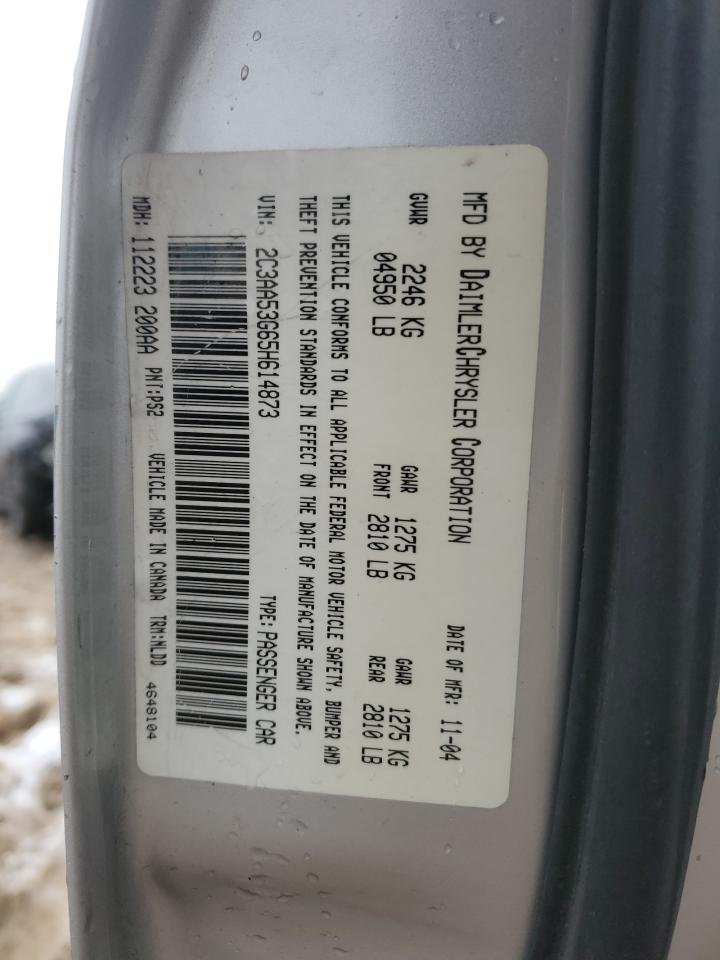 MFD BY DAIMLERCHRYSLER CORPORATION DATE OF MFR: 11-04
GVWR 2246 KG GAWR 1275 KG GAWR 1275 KG
04950 LB FRONT 2810 LB REAR 2810 LB
THIS VEHICLE CONFORMS TO ALL APPLICABLE FEDERAL MOTOR VEHICLE SAFETY, BUMPER AND
THEFT PREVENTION STANDARDS IN EFFECT ON THE DATE OF MANUFACTURE SHOWN ABOVE.
VIN: 2C3AA53G65H614873 TYPE: PASSENGER CAR
MDH: 112223 200AA PNT:PS2 VEHICLE MADE IN CANADA TRM:NLDD 4648104